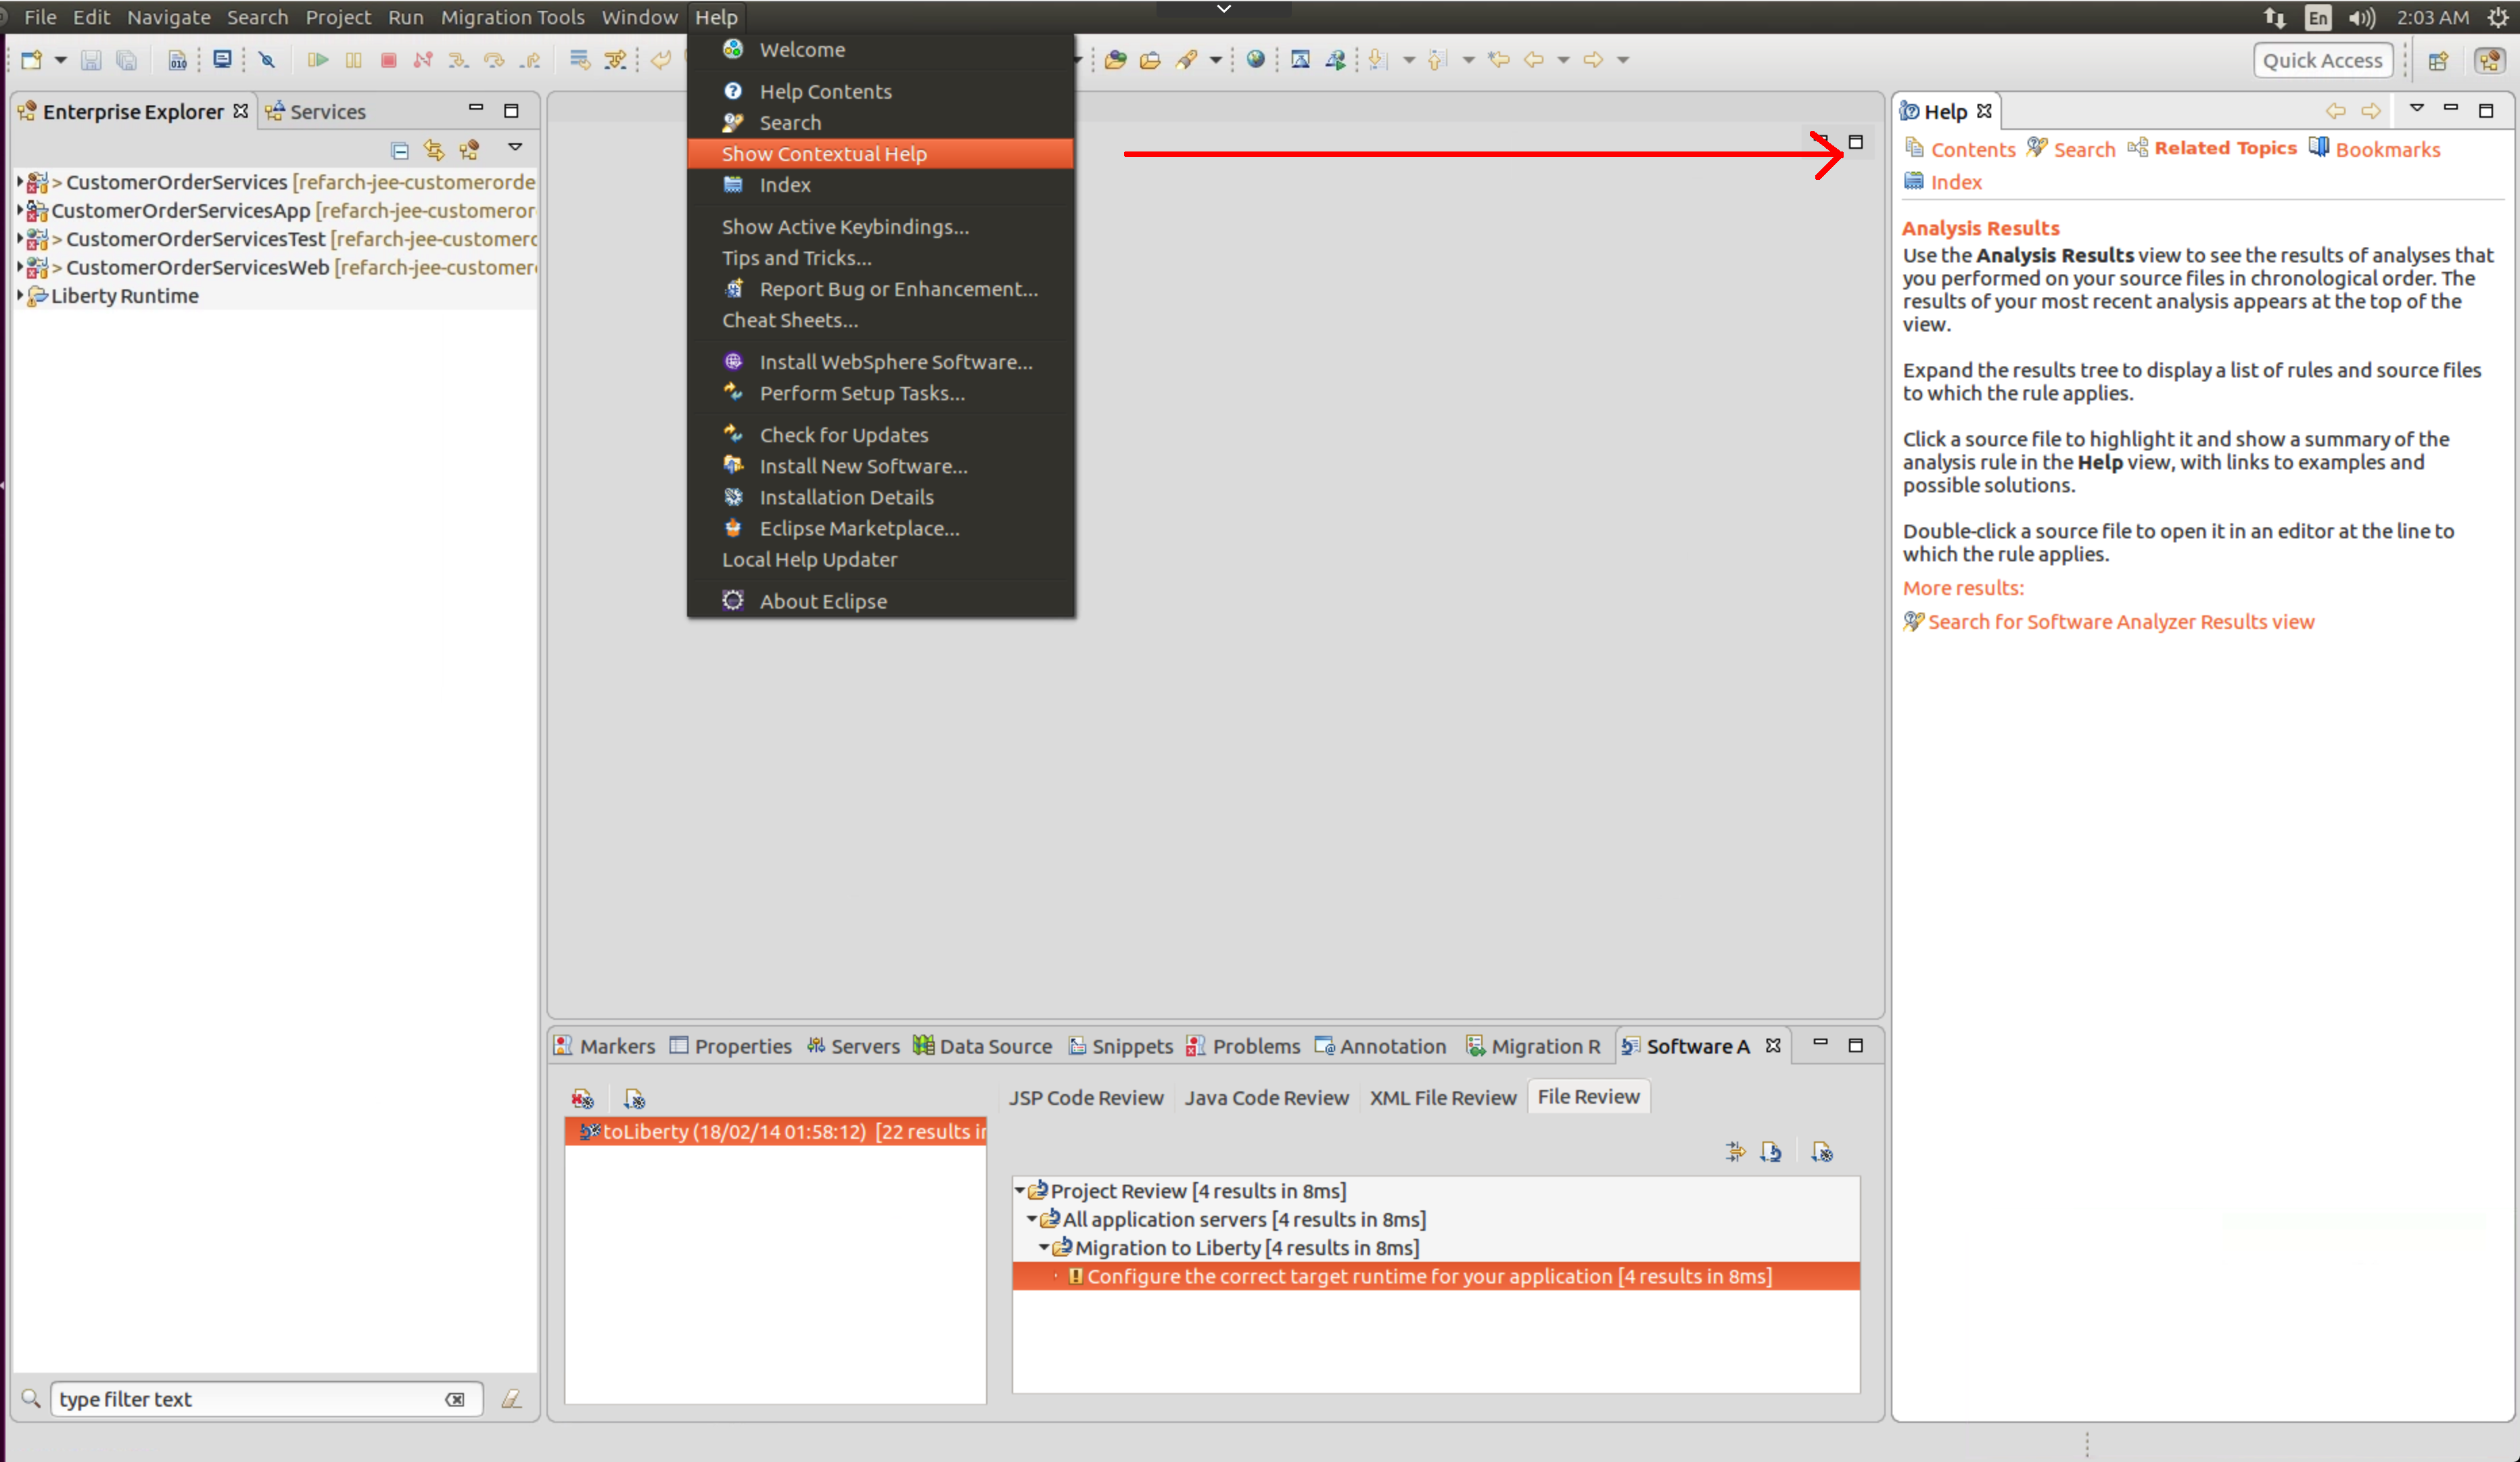 File Edit Navigate Search Project Run Migration Tools Window Help
En 2:03 AM
Quick Access
Enterprise Explorer Services
> CustomerOrderServices [refarch-jee-customerorde
CustomerOrderServicesApp [refarch-jee-customeror
> CustomerOrderServicesTest [refarch-jee-customerc
> CustomerOrderServicesWeb [refarch-jee-customer
Liberty Runtime
type filter text
Welcome
Help Contents
Search
Show Contextual Help
Index
Show Active Keybindings...
Tips and Tricks...
Report Bug or Enhancement...
Cheat Sheets...
Install WebSphere Software...
Perform Setup Tasks...
Check for Updates
Install New Software...
Installation Details
Eclipse Marketplace...
Local Help Updater
About Eclipse
Markers Properties Servers Data Source Snippets Problems Annotation Migration R Software A
JSP Code Review Java Code Review XML File Review File Review
toLiberty (18/02/14 01:58:12) [22 results in
Project Review [4 results in 8ms]
All application servers [4 results in 8ms]
Migration to Liberty [4 results in 8ms]
Configure the correct target runtime for your application [4 results in 8ms]
Help
Contents Search Related Topics Bookmarks
Index
Analysis Results
Use the Analysis Results view to see the results of analyses that
you performed on your source files in chronological order. The
results of your most recent analysis appears at the top of the
view.
Expand the results tree to display a list of rules and source files
to which the rule applies.
Click a source file to highlight it and show a summary of the
analysis rule in the Help view, with links to examples and
possible solutions.
Double-click a source file to open it in an editor at the line to
which the rule applies.
More results:
Search for Software Analyzer Results view